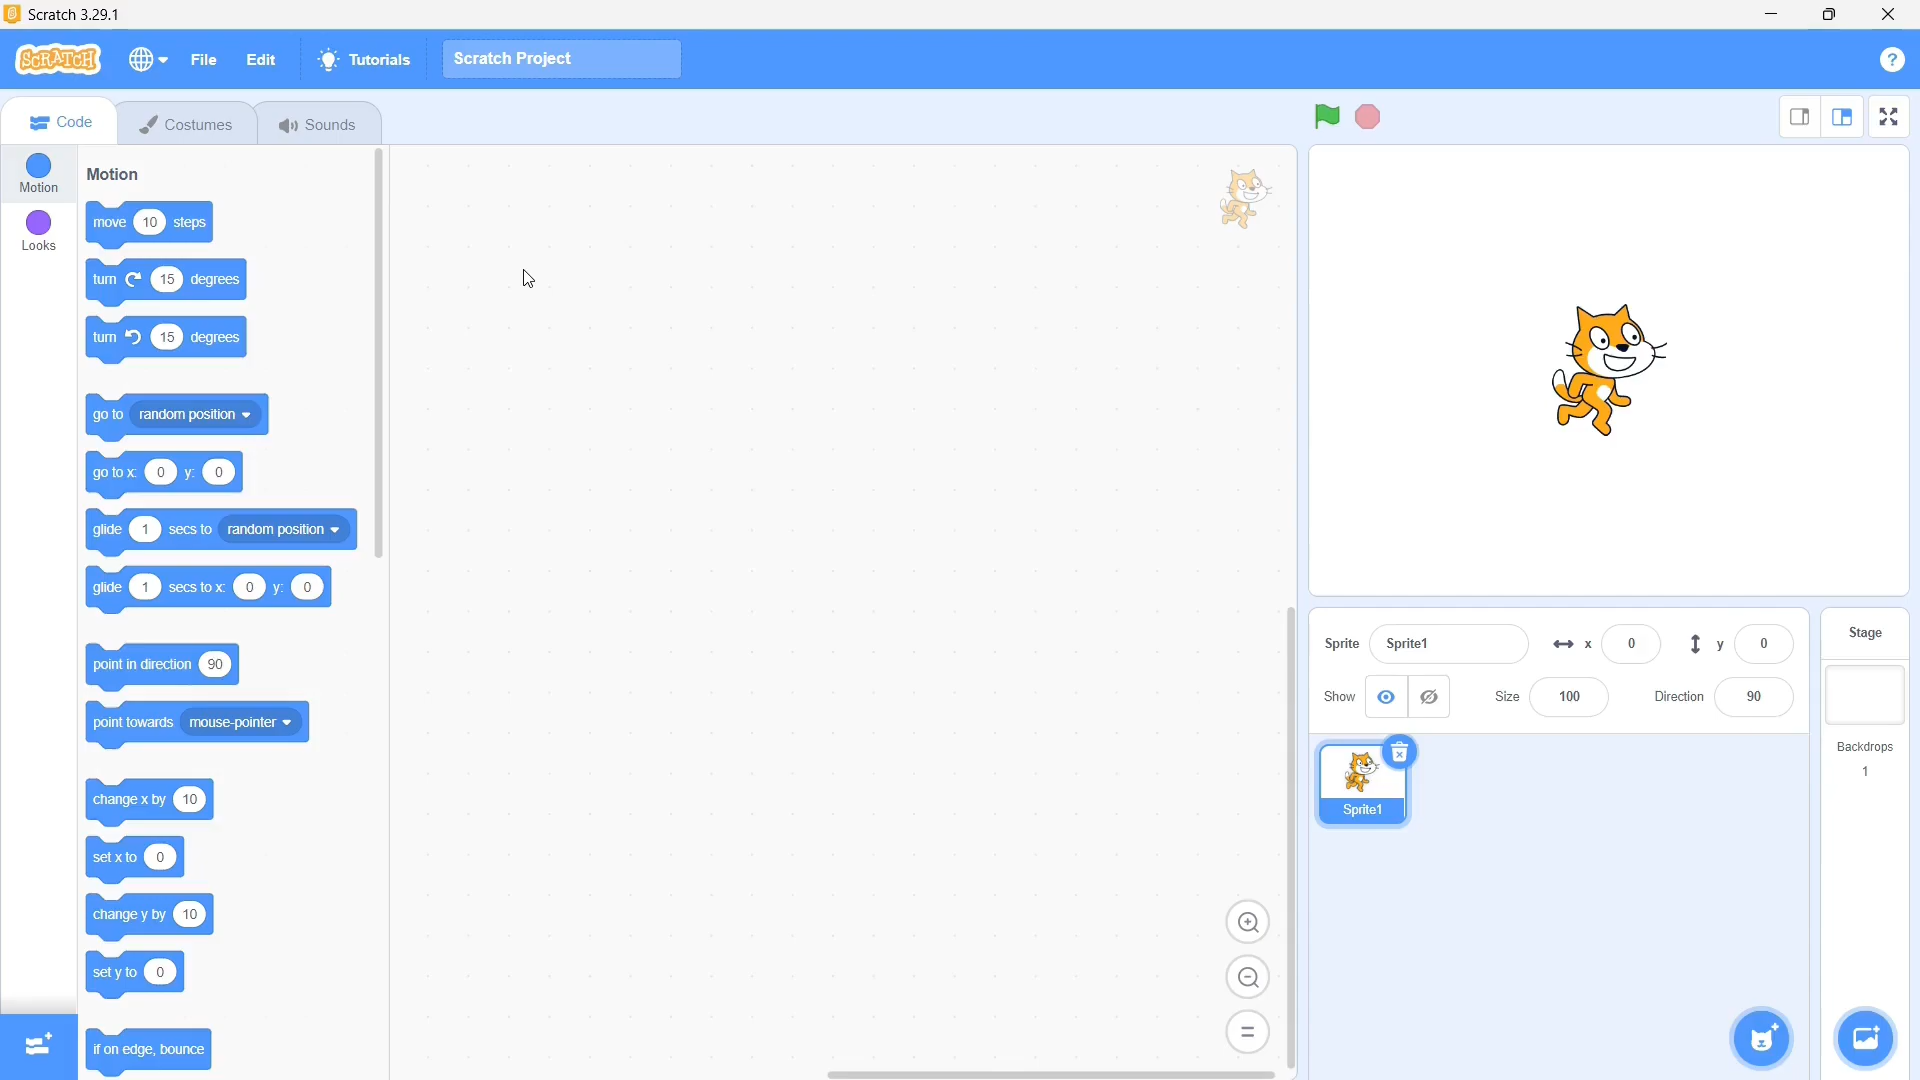 Scratch 3.29.1
SCRATCH File Edit Tutorials Scratch Project ?
Code Costumes Sounds
Motion
Looks
Motion
move 10 steps
turn 15 degrees
turn 15 degrees
go to random position
go to x: 0 y: 0
glide 1 secs to random position
glide 1 secs to x: 0 y: 0
point in direction 90
point towards mouse-pointer
change x by 10
set x to 0
change y by 10
set y to 0
if on edge, bounce
Sprite Sprite1 x 0 y 0
Show Size 100 Direction 90
Sprite1
Stage
Backdrops
1